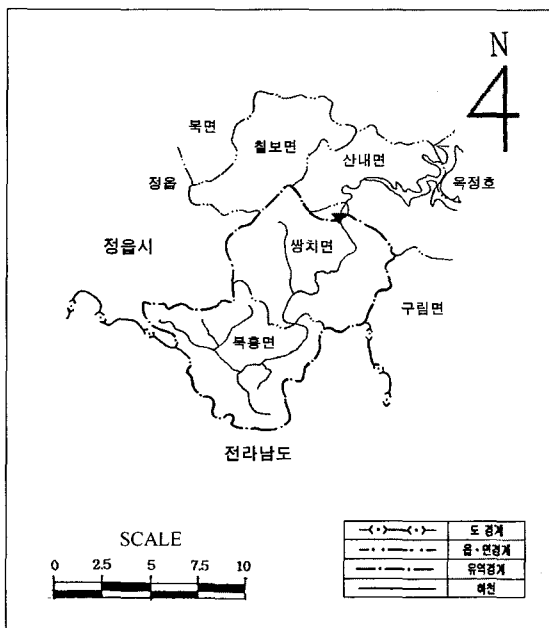 N
북면
칠보면
산내면
정읍
옥정호
정읍시
쌍치면
구림면
복흥면
전라남도
SCALE
0 2.5 5 7.5 10
도 경계
읍·면경계
유역경계
하천